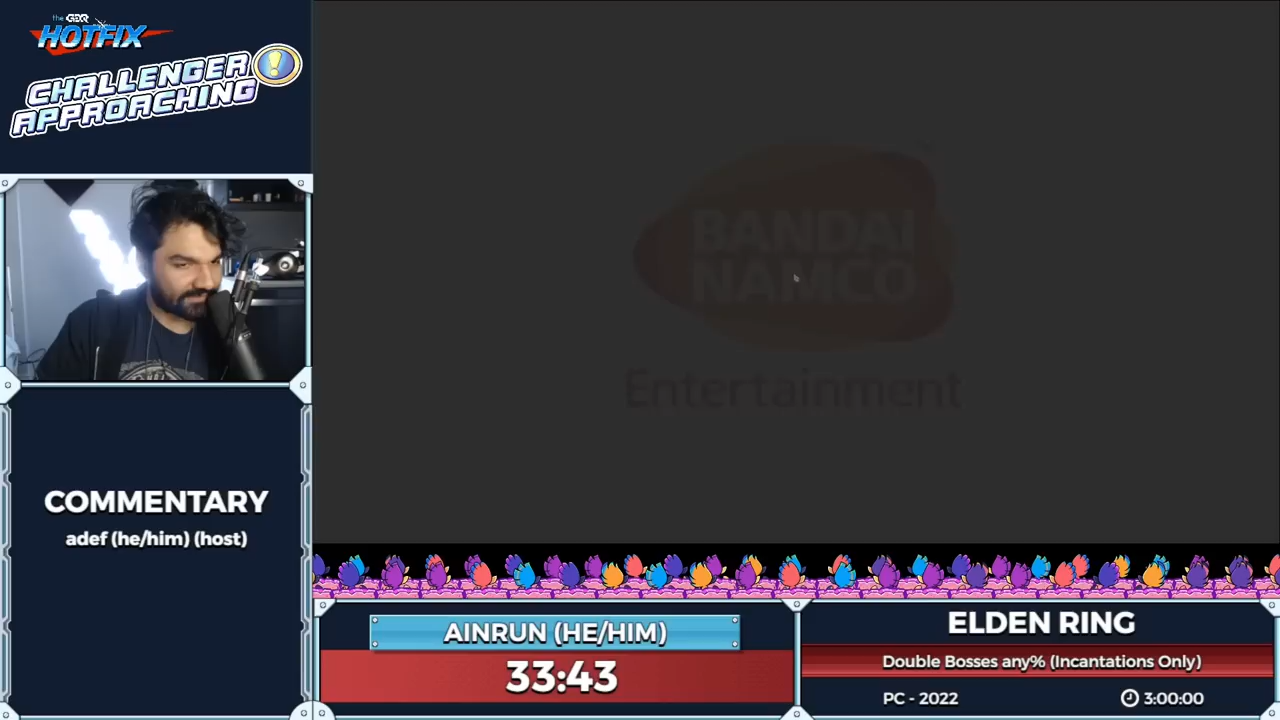 the GDQ
HOTFIX
CHALLENGER
APPROACHING
BANDAI
NAMCO
Entertainment
COMMENTARY
adef (he/him) (host)
AINRUN (HE/HIM)
33:43
ELDEN RING
Double Bosses any% (Incantations Only)
PC - 2022
3:00:00